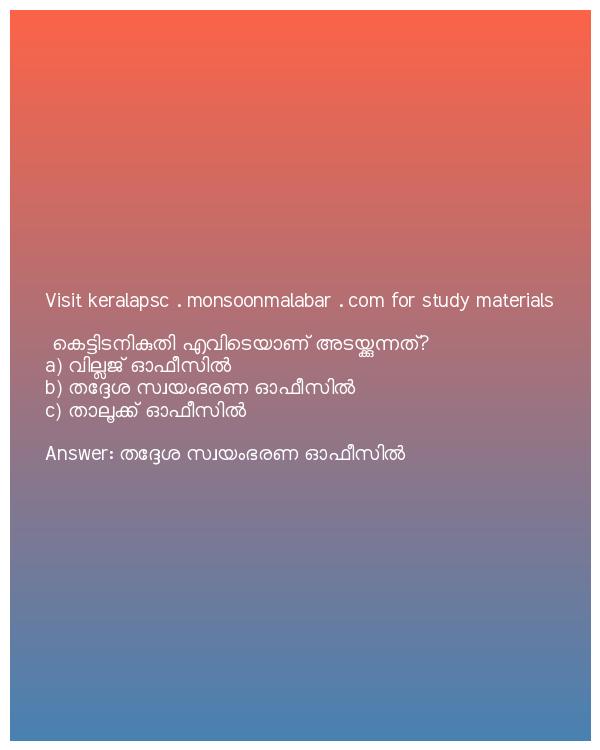 Visit keralapsc . monsoonmalabar . com for study materials
കെട്ടിടനികുതി എവിടെയാണ് അടയ്ക്കുന്നത്?
a) വില്ലജ് ഓഫീസിൽ
b) തദ്ദേശ സ്വയംഭരണ ഓഫീസിൽ
c) താലൂക്ക് ഓഫീസിൽ
Answer: തദ്ദേശ സ്വയംഭരണ ഓഫീസിൽ